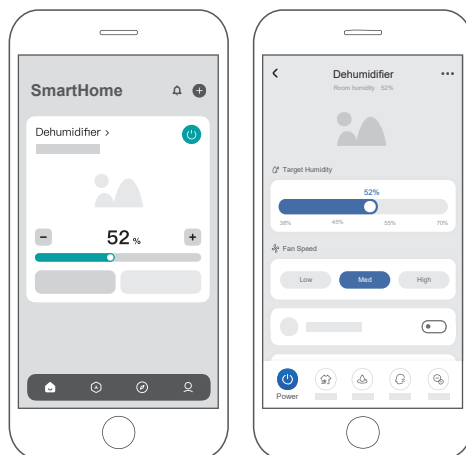 SmartHome
Dehumidifier >
52 %
Dehumidifier
Room humidity 52%
Target Humidity
52%
38% 45% 55% 70%
Fan Speed
Low Med High
Power